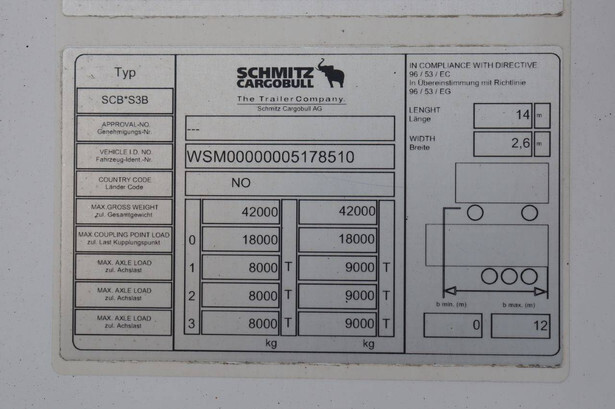 Typ
SCB*S3B
APPROVAL-NO.
Genehmigungs-Nr.
---
VEHICLE I.D. NO
Fahrzeug-Ident.-Nr.
WSM00000005178510
COUNTRY CODE
Länder Code
NO
MAX.GROSS WEIGHT
zul. Gesamtgewicht
42000 42000
MAX.COUPLING POINT LOAD
zul. Last Kupplungspunkt
0 18000 18000
MAX. AXLE LOAD
zul. Achslast
1 8000 T 9000 T
MAX. AXLE LOAD
zul. Achslast
2 8000 T 9000 T
MAX. AXLE LOAD
zul. Achslast
3 8000 T 9000 T
kg kg
SCHMITZ
CARGOBULL
The Trailer Company.
Schmitz Cargobull AG
IN COMPLIANCE WITH DIRECTIVE
96 / 53 / EC
in Übereinstimmung mit Richtlinie
96 / 53 / EG
LENGHT
Länge
14 m
WIDTH
Breite
2,6 m
b min. (m) b max. (m)
0 12